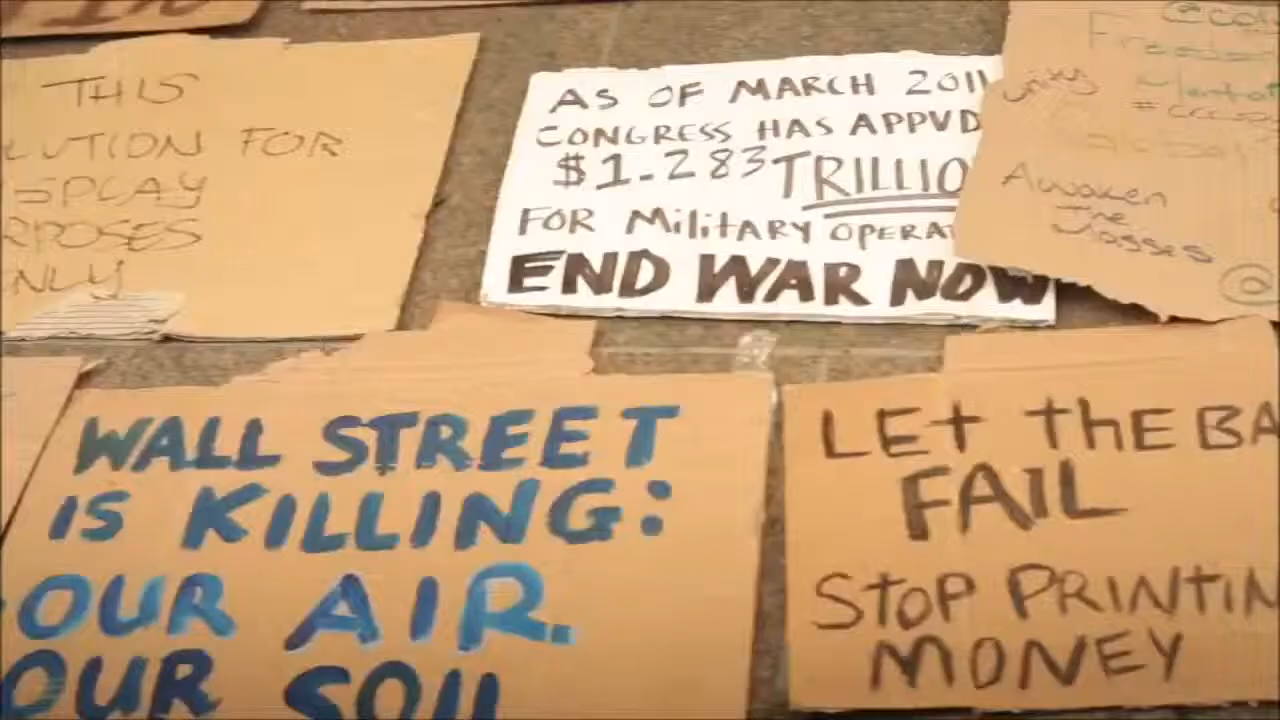 THIS
LUTION FOR
SPLAY
RPOSES
NLY
AS OF MARCH 2011
CONGRESS HAS APPVD
$1.283 TRILLIO
FOR MilitARY OPERA
END WAR NOW
Unity
Awaken
The
Masses
WALL STREET
IS KILLING:
OUR AIR.
OUR SOIL
LEt thE BA
FAIL
StOP PRINtIN
MONEY